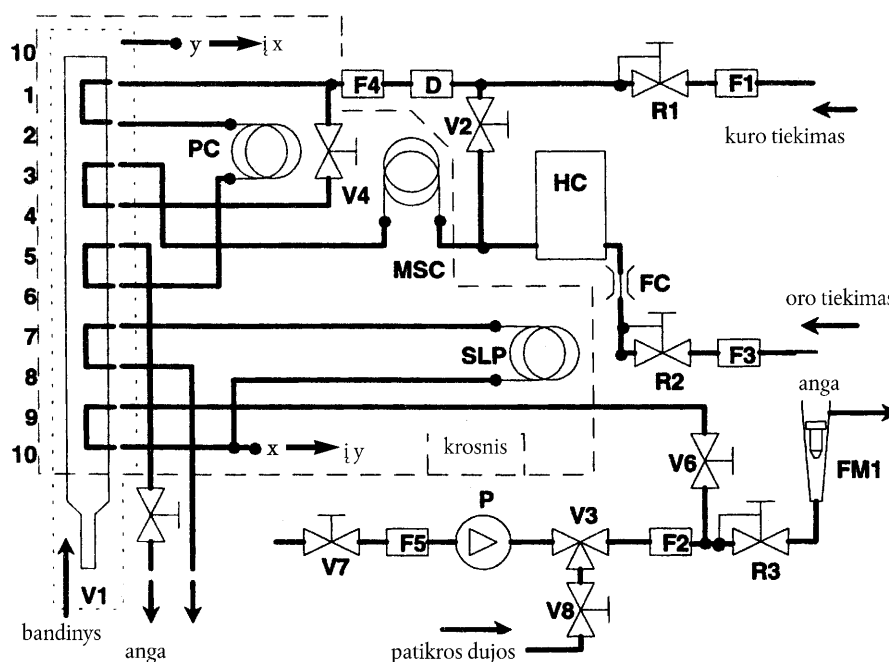 10
y į x
1
F4
D
R1
F1
kuro tiekimas
2
PC
V4
V2
3
HC
4
MSC
5
FC
6
oro tiekimas
7
SLP
R2
F3
8
anga
9
10
x į y
krosnis
V6
FM1
P
V3
F5
V7
F2
R3
V1
V8
bandinys
anga
patikros dujos